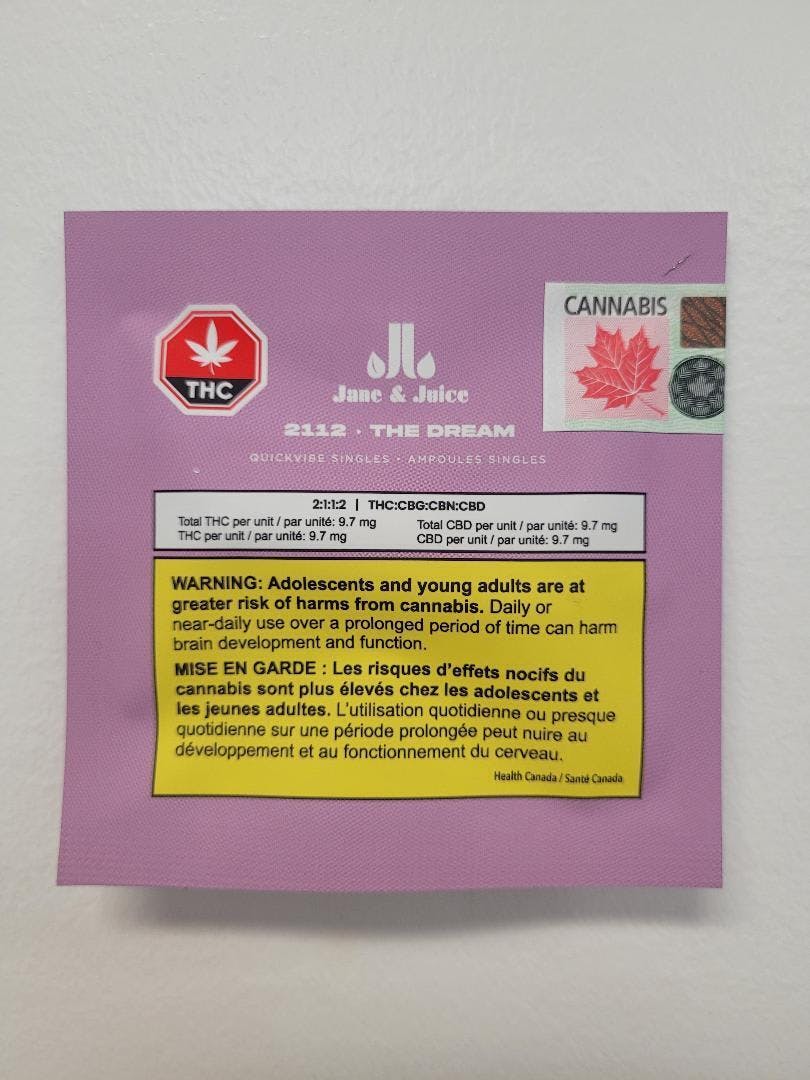 CANNABIS
THC
Jane & Juice
2112 · THE DREAM
QUICKVIBE SINGLES • AMPOULES SINGLES
2:1:1:2 | THC:CBG:CBN:CBD
Total THC per unit / par unité: 9.7 mg
THC per unit / par unité: 9.7 mg
Total CBD per unit / par unité: 9.7 mg
CBD per unit / par unité: 9.7 mg
WARNING: Adolescents and young adults are at
greater risk of harms from cannabis. Daily or
near-daily use over a prolonged period of time can harm
brain development and function.
MISE EN GARDE : Les risques d'effets nocifs du
cannabis sont plus élevés chez les adolescents et
les jeunes adultes. L'utilisation quotidienne ou presque
quotidienne sur une période prolongée peut nuire au
développement et au fonctionnement du cerveau.
Health Canada / Santé Canada